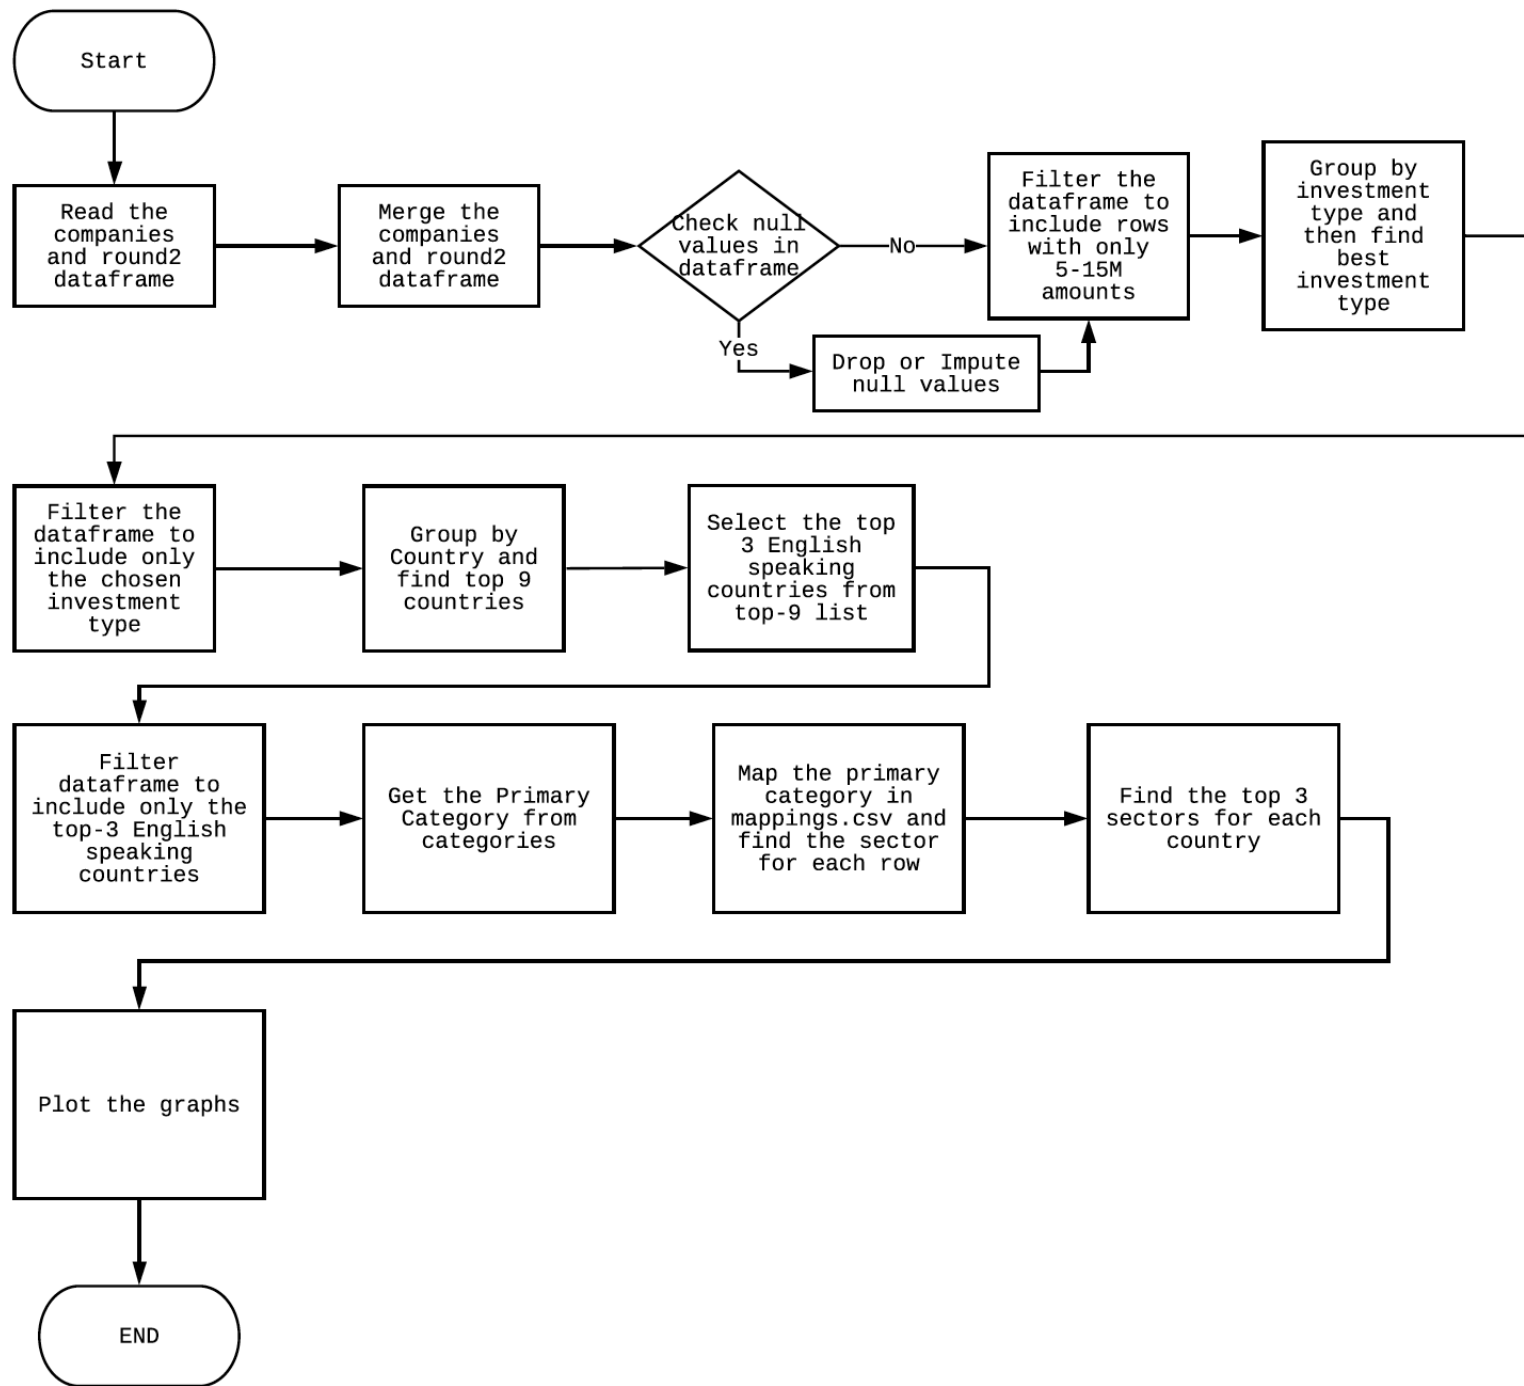 Start
Read the
companies
and round2
dataframe
Merge the
companies
and round2
dataframe
Check null
values in
dataframe
No
Yes
Drop or Impute
null values
Filter the
dataframe to
include rows
with only
5-15M
amounts
Group by
investment
type and
then find
best
investment
type
Filter the
dataframe to
include only
the chosen
investment
type
Group by
Country and
find top 9
countries
Select the top
3 English
speaking
countries from
top-9 list
Filter
dataframe to
include only the
top-3 English
speaking
countries
Get the Primary
Category from
categories
Map the primary
category in
mappings.csv and
find the sector
for each row
Find the top 3
sectors for each
country
Plot the graphs
END